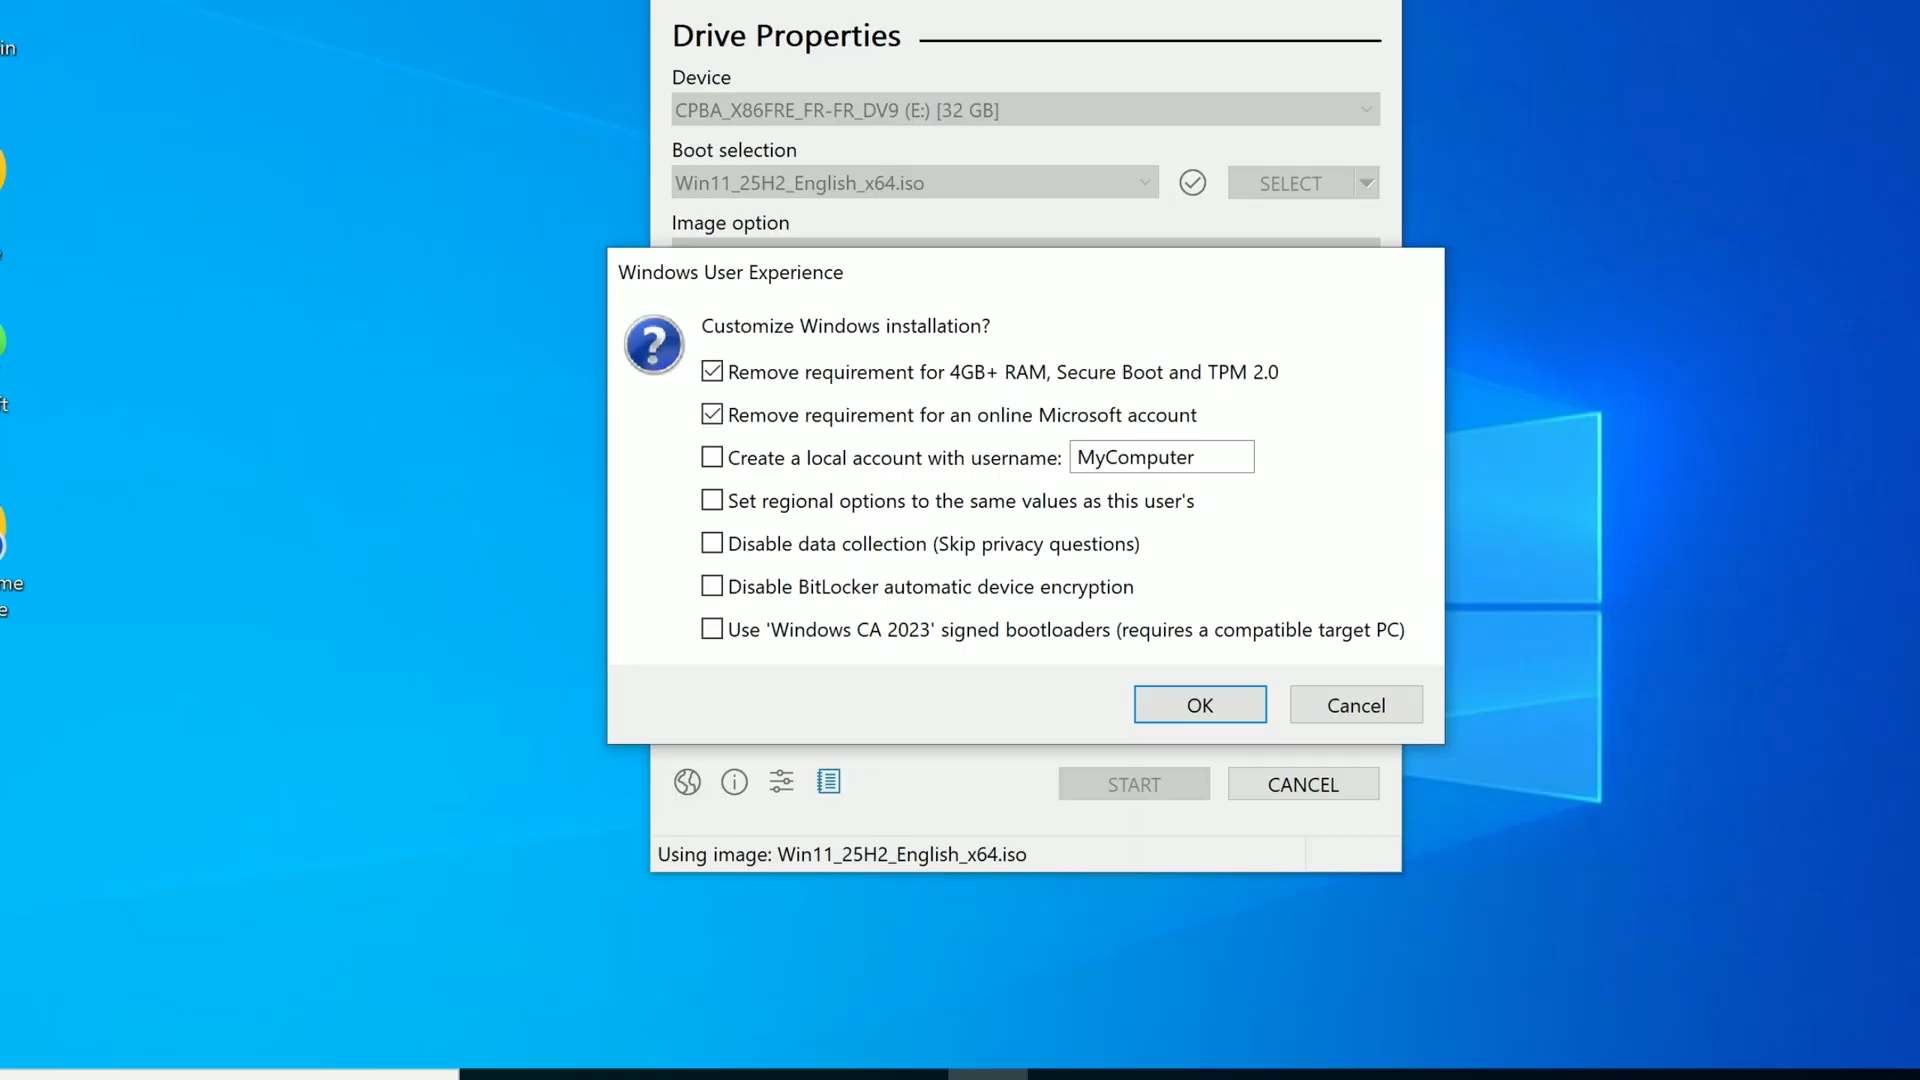 in
Drive Properties
Device
CPBA_X86FRE_FR-FR_DV9 (E:) [32 GB]
Boot selection
Win11_25H2_English_x64.iso
SELECT
Image option
Windows User Experience
Customize Windows installation?
Remove requirement for 4GB+ RAM, Secure Boot and TPM 2.0
Remove requirement for an online Microsoft account
Create a local account with username: MyComputer
Set regional options to the same values as this user's
Disable data collection (Skip privacy questions)
Disable BitLocker automatic device encryption
Use 'Windows CA 2023' signed bootloaders (requires a compatible target PC)
OK
Cancel
ft
me
e
START
CANCEL
Using image: Win11_25H2_English_x64.iso